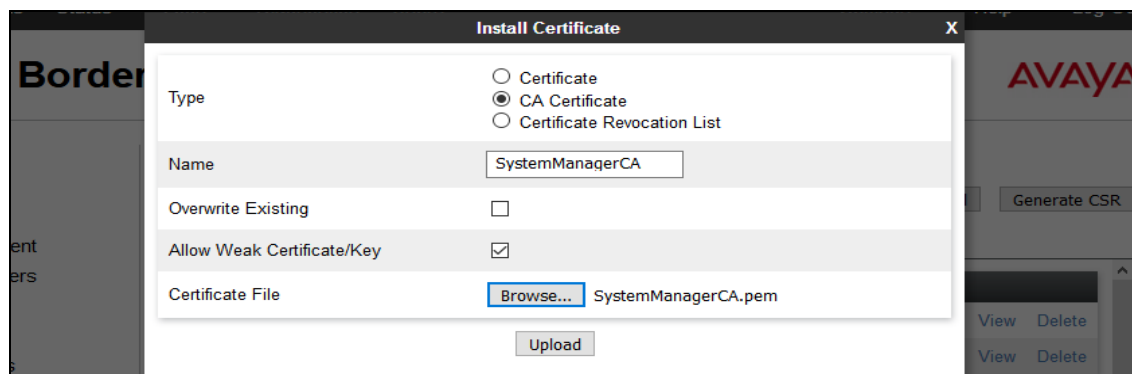 Install Certificate X
Border
AVAYA
Type
Certificate
CA Certificate
Certificate Revocation List
Name SystemManagerCA
Overwrite Existing
Generate CSR
Allow Weak Certificate/Key
ent
ers
Certificate File Browse... SystemManagerCA.pem
View Delete
Upload
View Delete
s